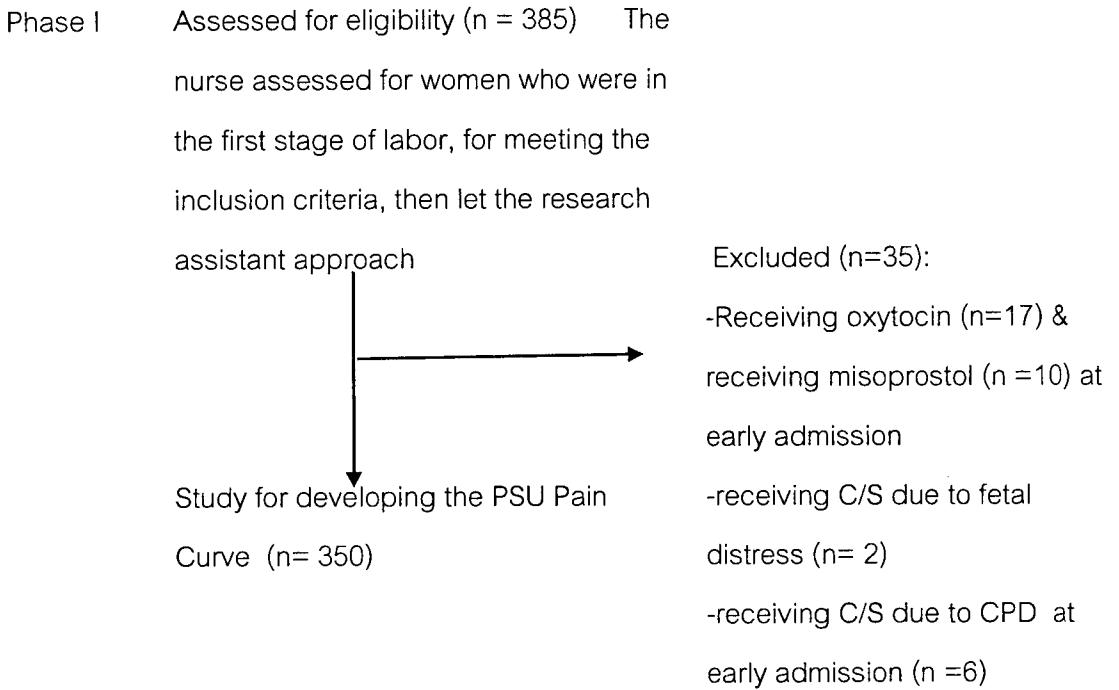 Phase I Assessed for eligibility (n = 385) The
nurse assessed for women who were in
the first stage of labor, for meeting the
inclusion criteria, then let the research
assistant approach
Excluded (n=35):
-Receiving oxytocin (n=17) &
receiving misoprostol (n =10) at
early admission
-receiving C/S due to fetal
distress (n= 2)
-receiving C/S due to CPD at
early admission (n =6)
Study for developing the PSU Pain
Curve (n= 350)